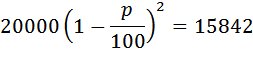 20000(1 − p/100)² = 15842